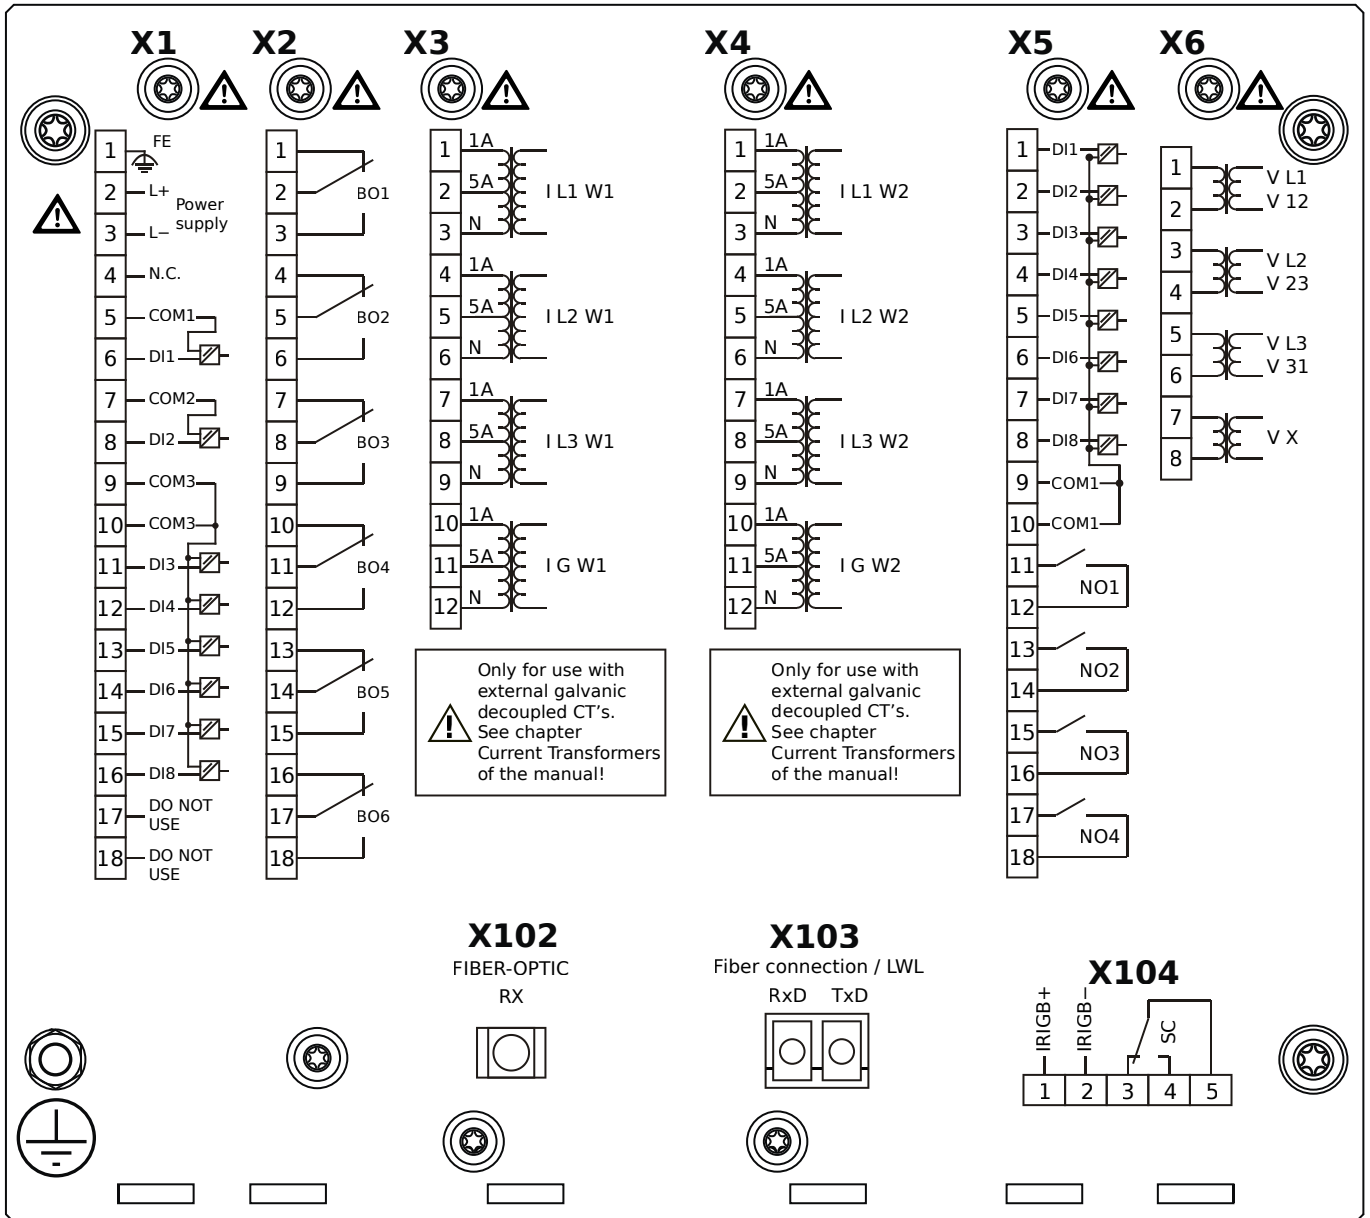 X1 X2 X3 X4 X5 X6
1 FE
2 L+
Power
supply
3 L−
4 N.C.
5 COM1
6 DI1
7 COM2
8 DI2
9 COM3
10 COM3
11 DI3
12 DI4
13 DI5
14 DI6
15 DI7
16 DI8
17 DO NOT
USE
18 DO NOT
USE
1
2 BO1
3
4
5 BO2
6
7
8 BO3
9
10
11 BO4
12
13
14 BO5
15
16
17 BO6
18
1 1A
2 5A I L1 W1
3 N
4 1A
5 5A I L2 W1
6 N
7 1A
8 5A I L3 W1
9 N
10 1A
11 5A I G W1
12 N
Only for use with
external galvanic
decoupled CT's.
See chapter
Current Transformers
of the manual!
1 1A
2 5A I L1 W2
3 N
4 1A
5 5A I L2 W2
6 N
7 1A
8 5A I L3 W2
9 N
10 1A
11 5A I G W2
12 N
Only for use with
external galvanic
decoupled CT's.
See chapter
Current Transformers
of the manual!
1 DI1
2 DI2
3 DI3
4 DI4
5 DI5
6 DI6
7 DI7
8 DI8
9 COM1
10 COM1
11
NO1
12
13
NO2
14
15
NO3
16
17
NO4
18
1 V L1
2 V 12
3 V L2
4 V 23
5 V L3
6 V 31
7
V X
8
X102
FIBER-OPTIC
RX
X103
Fiber connection / LWL
RxD TxD
X104
IRIGB+
IRIGB−
SC
1 2 3 4 5